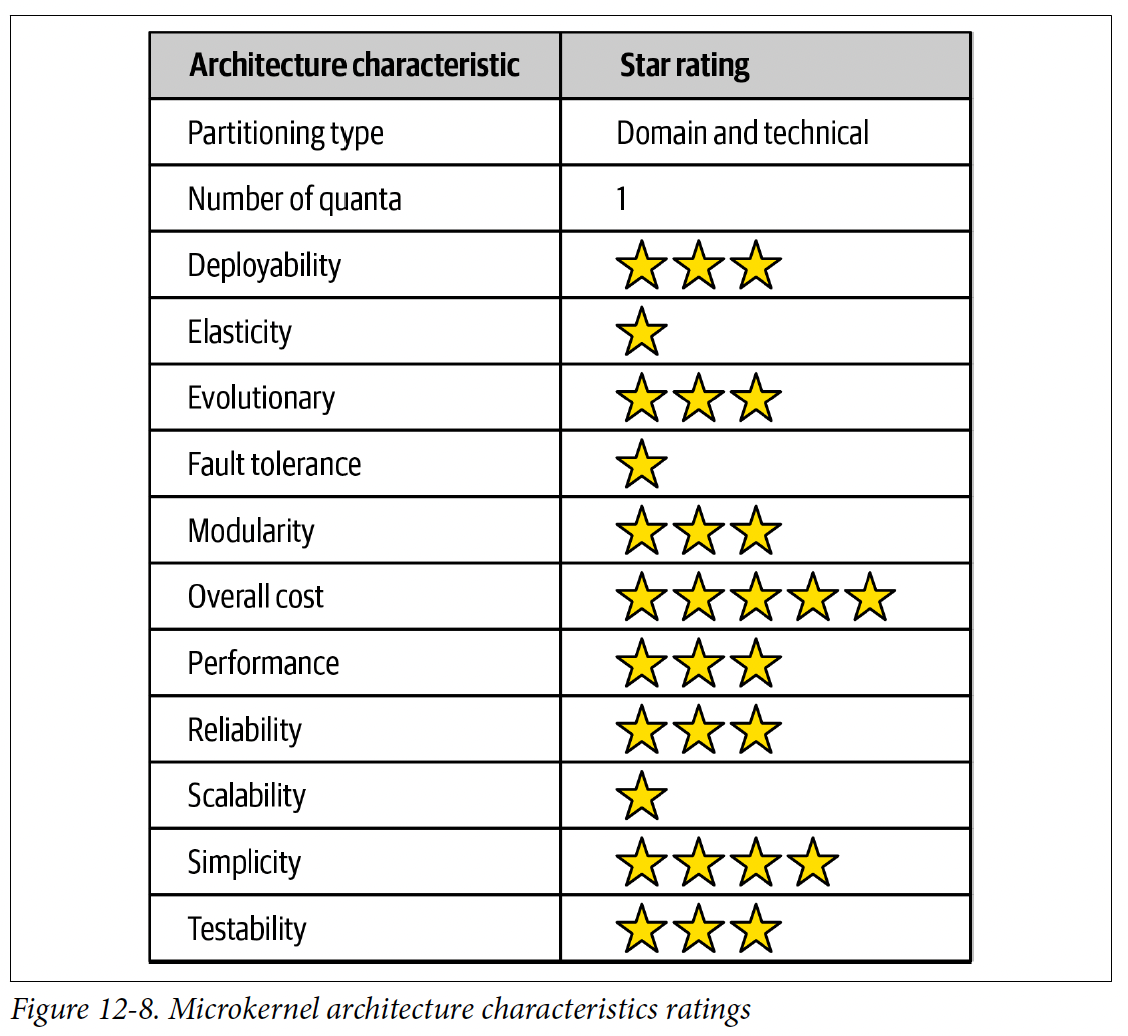 Architecture characteristic Star rating
Partitioning type Domain and technical
Number of quanta 1
Deployability
Elasticity
Evolutionary
Fault tolerance
Modularity
Overall cost
Performance
Reliability
Scalability
Simplicity
Testability
Figure 12-8. Microkernel architecture characteristics ratings